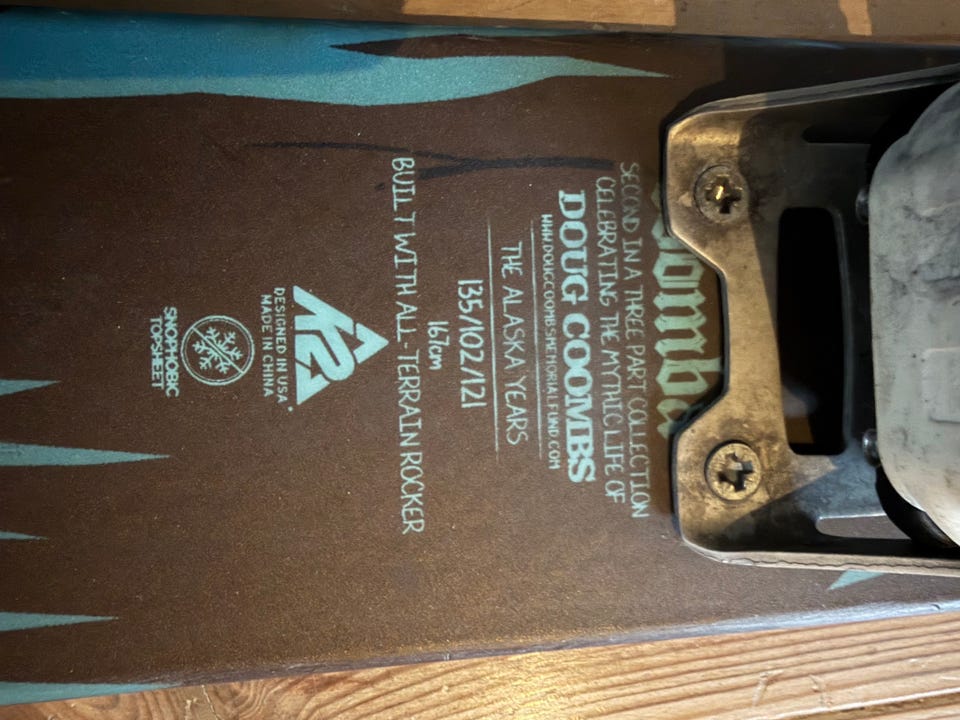 SECOND IN A THREE PART COLLECTION
CELEBRATING THE MYTHIC LIFE OF
DOUG COOMBS
WWW.DOUGCOOMBSMEMORIALFUND.COM
THE ALASKA YEARS
135/102/121
167cm
BUILT WITH ALL-TERRAIN ROCKER
K2
DESIGNED IN USA
MADE IN CHINA
SNOPHOBIC
TOPSHEET